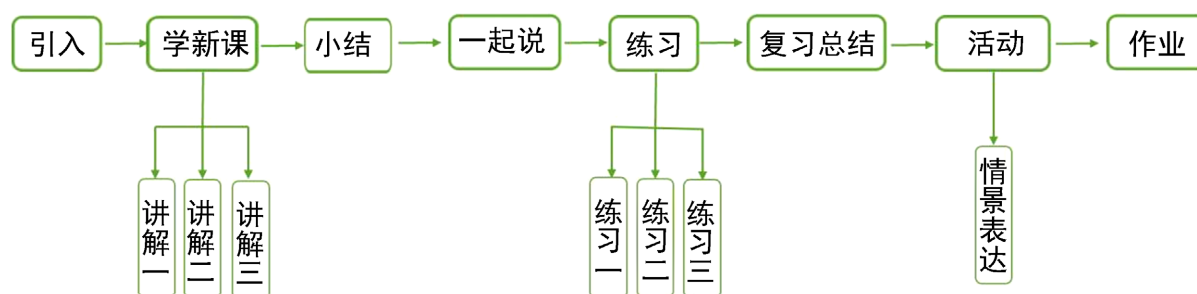 引入
学新课
小结
一起说
练习
复习总结
活动
作业
讲解一
讲解二
讲解三
练习一
练习二
练习三
情景表达